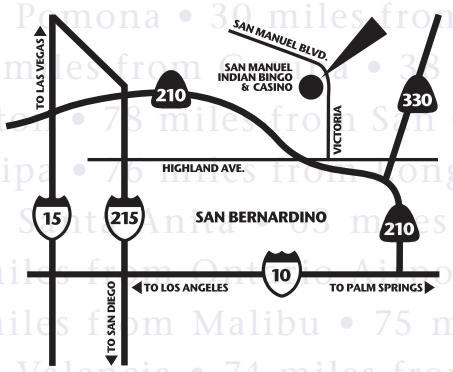 Pomona • 30 miles from
SAN MANUEL BLVD.
TO LAS VEGAS
miles from
• 38
SAN MANUEL
INDIAN BINGO
& CASINO
210
330
• 78 miles from San
VICTORIA
HIGHLAND AVE.
• 76 miles from Long
15
215
SAN BERNARDINO
210
Santa Anita • 63 miles
miles from Ontario Airport
10
TO LOS ANGELES
TO PALM SPRINGS
TO SAN DIEGO
miles from Malibu • 75 m
Valencia • 74 miles from